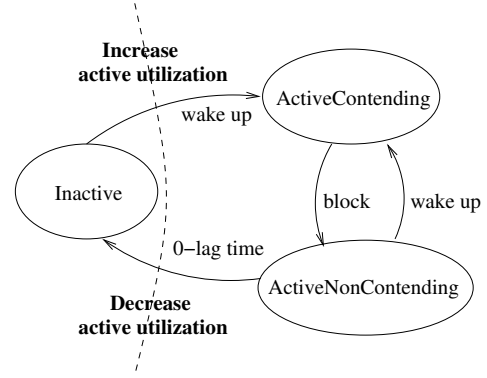 Increase
active utilization
ActiveContending
wake up
Inactive
block
wake up
0−lag time
ActiveNonContending
Decrease
active utilization